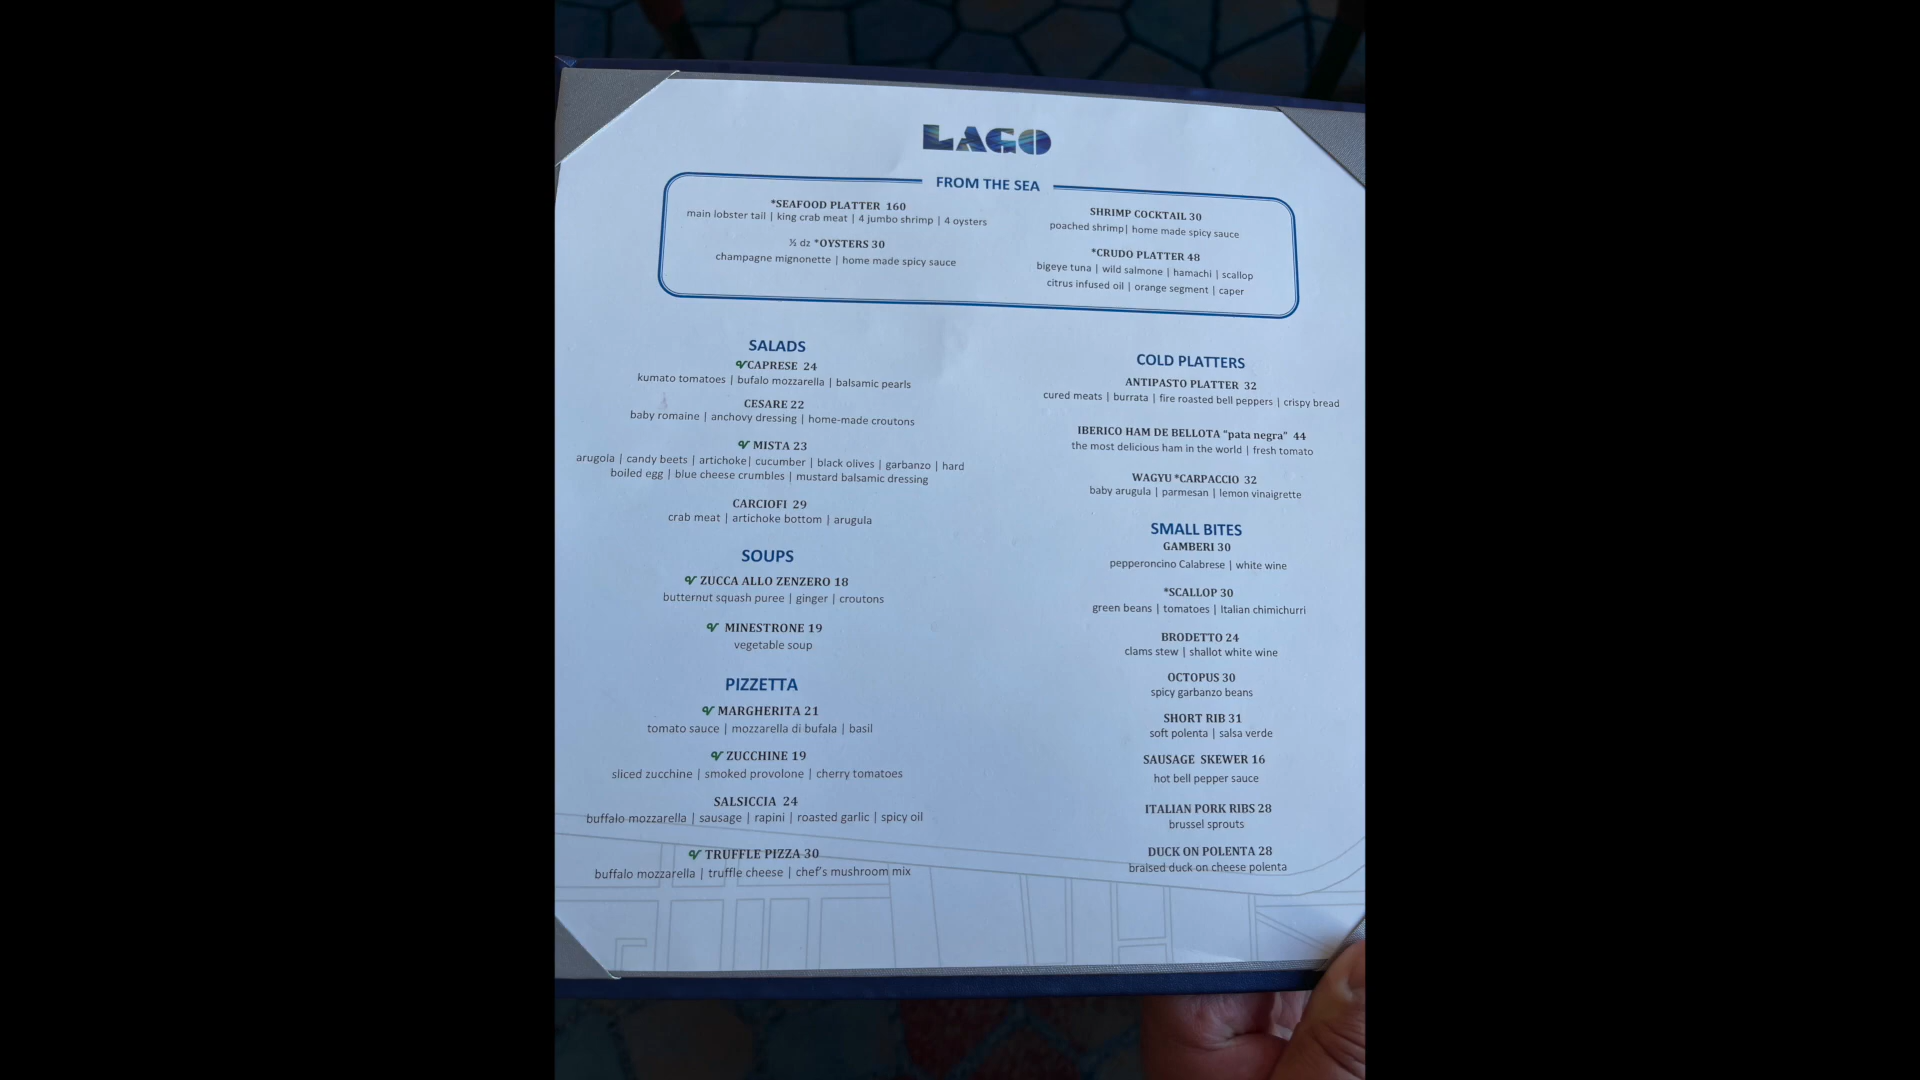 LAGO
FROM THE SEA
*SEAFOOD PLATTER 160
main lobster tail | king crab meat | 4 jumbo shrimp | 4 oysters
½ dz *OYSTERS 30
champagne mignonette | home made spicy sauce
SHRIMP COCKTAIL 30
poached shrimp| home made spicy sauce
*CRUDO PLATTER 48
bigeye tuna | wild salmone | hamachi | scallop
citrus infused oil | orange segment | caper
SALADS
CAPRESE 24
kumato tomatoes | bufalo mozzarella | balsamic pearls
CESARE 22
baby romaine | anchovy dressing | home-made croutons
MISTA 23
arugola | candy beets | artichoke| cucumber | black olives | garbanzo | hard
boiled egg | blue cheese crumbles | mustard balsamic dressing
CARCIOFI 29
crab meat | artichoke bottom | arugula
SOUPS
ZUCCA ALLO ZENZERO 18
butternut squash puree | ginger | croutons
MINESTRONE 19
vegetable soup
PIZZETTA
MARGHERITA 21
tomato sauce | mozzarella di bufala | basil
ZUCCHINE 19
sliced zucchine | smoked provolone | cherry tomatoes
SALSICCIA 24
buffalo mozzarella | sausage | rapini | roasted garlic | spicy oil
TRUFFLE PIZZA 30
buffalo mozzarella | truffle cheese | chef's mushroom mix
COLD PLATTERS
ANTIPASTO PLATTER 32
cured meats | burrata | fire roasted bell peppers | crispy bread
IBERICO HAM DE BELLOTA "pata negra" 44
the most delicious ham in the world | fresh tomato
WAGYU *CARPACCIO 32
baby arugula | parmesan | lemon vinaigrette
SMALL BITES
GAMBERI 30
pepperoncino Calabrese | white wine
*SCALLOP 30
green beans | tomatoes | Italian chimichurri
BRODETTO 24
clams stew | shallot white wine
OCTOPUS 30
spicy garbanzo beans
SHORT RIB 31
soft polenta | salsa verde
SAUSAGE SKEWER 16
hot bell pepper sauce
ITALIAN PORK RIBS 28
brussel sprouts
DUCK ON POLENTA 28
braised duck on cheese polenta